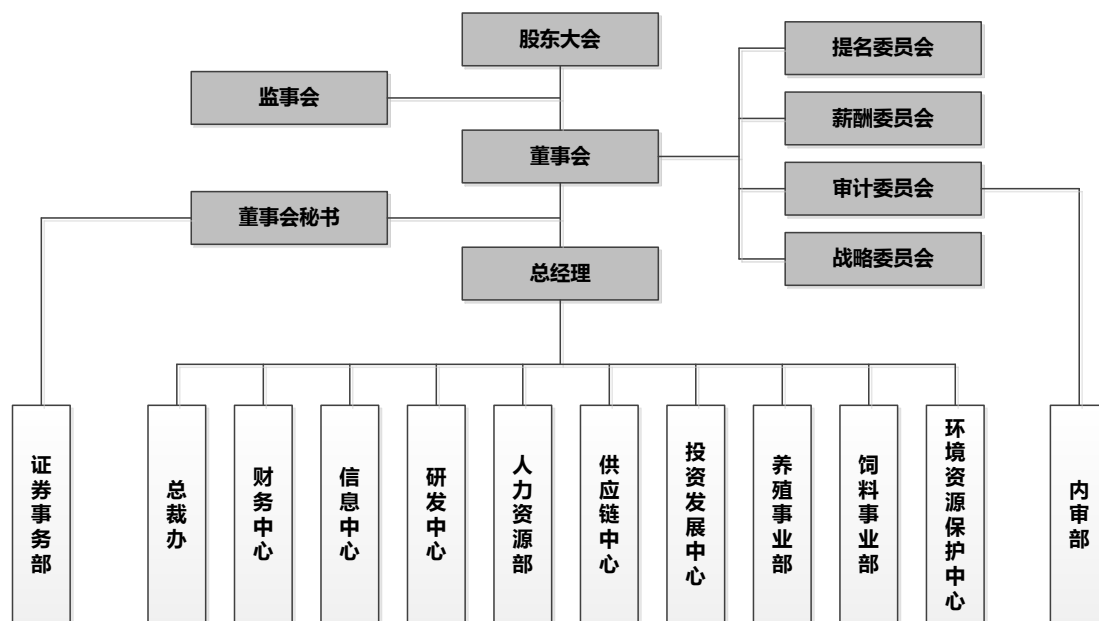 股东大会
提名委员会
监事会
薪酬委员会
董事会
审计委员会
董事会秘书
战略委员会
总经理
证券事务部
总裁办
财务中心
信息中心
研发中心
人力资源部
供应链中心
投资发展中心
养殖事业部
饲料事业部
环境资源保护中心
内审部